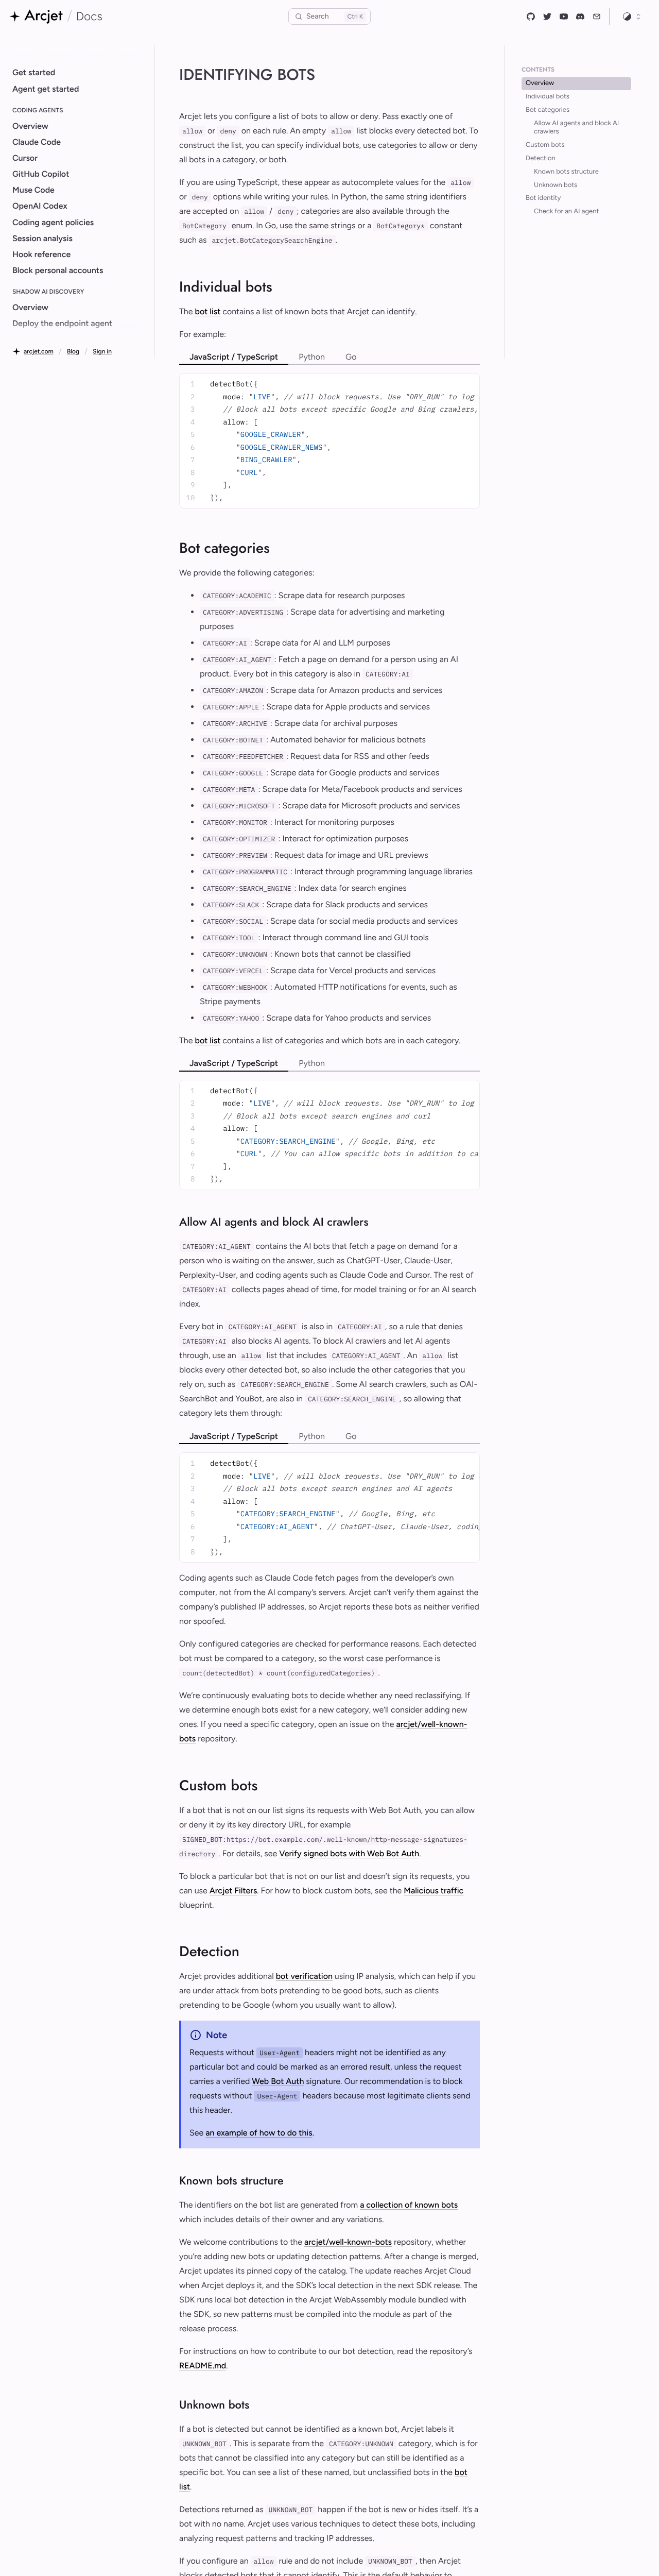 Arcjet / Docs
Search Ctrl K
Get started
Agent get started
CODING AGENTS
Overview
Claude Code
Cursor
GitHub Copilot
Muse Code
OpenAI Codex
Coding agent policies
Session analysis
Hook reference
Block personal accounts
SHADOW AI DISCOVERY
Overview
Deploy the endpoint agent
arcjet.com / Blog / Sign in
CONTENTS
Overview
Individual bots
Bot categories
Allow AI agents and block AI
crawlers
Custom bots
Detection
Known bots structure
Unknown bots
Bot identity
Check for an AI agent
IDENTIFYING BOTS
Arcjet lets you configure a list of bots to allow or deny. Pass exactly one of
allow or deny on each rule. An empty allow list blocks every detected bot. To
construct the list, you can specify individual bots, use categories to allow or deny
all bots in a category, or both.
If you are using TypeScript, these appear as autocomplete values for the allow
or deny options while writing your rules. In Python, the same string identifiers
are accepted on allow / deny ; categories are also available through the
BotCategory enum. In Go, use the same strings or a BotCategory* constant
such as arcjet.BotCategorySearchEngine .
Individual bots
The bot list contains a list of known bots that Arcjet can identify.
For example:
JavaScript / TypeScript Python Go
1 detectBot({
2 mode: "LIVE", // will block requests. Use "DRY_RUN" to log
3 // Block all bots except specific Google and Bing crawlers,
4 allow: [
5 "GOOGLE_CRAWLER",
6 "GOOGLE_CRAWLER_NEWS",
7 "BING_CRAWLER",
8 "CURL",
9 ],
10 }),
Bot categories
We provide the following categories:
• CATEGORY:ACADEMIC : Scrape data for research purposes
• CATEGORY:ADVERTISING : Scrape data for advertising and marketing
purposes
• CATEGORY:AI : Scrape data for AI and LLM purposes
• CATEGORY:AI_AGENT : Fetch a page on demand for a person using an AI
product. Every bot in this category is also in CATEGORY:AI
• CATEGORY:AMAZON : Scrape data for Amazon products and services
• CATEGORY:APPLE : Scrape data for Apple products and services
• CATEGORY:ARCHIVE : Scrape data for archival purposes
• CATEGORY:BOTNET : Automated behavior for malicious botnets
• CATEGORY:FEEDFETCHER : Request data for RSS and other feeds
• CATEGORY:GOOGLE : Scrape data for Google products and services
• CATEGORY:META : Scrape data for Meta/Facebook products and services
• CATEGORY:MICROSOFT : Scrape data for Microsoft products and services
• CATEGORY:MONITOR : Interact for monitoring purposes
• CATEGORY:OPTIMIZER : Interact for optimization purposes
• CATEGORY:PREVIEW : Request data for image and URL previews
• CATEGORY:PROGRAMMATIC : Interact through programming language libraries
• CATEGORY:SEARCH_ENGINE : Index data for search engines
• CATEGORY:SLACK : Scrape data for Slack products and services
• CATEGORY:SOCIAL : Scrape data for social media products and services
• CATEGORY:TOOL : Interact through command line and GUI tools
• CATEGORY:UNKNOWN : Known bots that cannot be classified
• CATEGORY:VERCEL : Scrape data for Vercel products and services
• CATEGORY:WEBHOOK : Automated HTTP notifications for events, such as
Stripe payments
• CATEGORY:YAHOO : Scrape data for Yahoo products and services
The bot list contains a list of categories and which bots are in each category.
JavaScript / TypeScript Python
1 detectBot({
2 mode: "LIVE", // will block requests. Use "DRY_RUN" to log
3 // Block all bots except search engines and curl
4 allow: [
5 "CATEGORY:SEARCH_ENGINE", // Google, Bing, etc
6 "CURL", // You can allow specific bots in addition to ca
7 ],
8 }),
Allow AI agents and block AI crawlers
CATEGORY:AI_AGENT contains the AI bots that fetch a page on demand for a
person who is waiting on the answer, such as ChatGPT-User, Claude-User,
Perplexity-User, and coding agents such as Claude Code and Cursor. The rest of
CATEGORY:AI collects pages ahead of time, for model training or for an AI search
index.
Every bot in CATEGORY:AI_AGENT is also in CATEGORY:AI , so a rule that denies
CATEGORY:AI also blocks AI agents. To block AI crawlers and let AI agents
through, use an allow list that includes CATEGORY:AI_AGENT . An allow list
blocks every other detected bot, so also include the other categories that you
rely on, such as CATEGORY:SEARCH_ENGINE . Some AI search crawlers, such as OAI-
SearchBot and YouBot, are also in CATEGORY:SEARCH_ENGINE , so allowing that
category lets them through:
JavaScript / TypeScript Python Go
1 detectBot({
2 mode: "LIVE", // will block requests. Use "DRY_RUN" to log
3 // Block all bots except search engines and AI agents
4 allow: [
5 "CATEGORY:SEARCH_ENGINE", // Google, Bing, etc
6 "CATEGORY:AI_AGENT", // ChatGPT-User, Claude-User, coding
7 ],
8 }),
Coding agents such as Claude Code fetch pages from the developer's own
computer, not from the AI company's servers. Arcjet can't verify them against the
company's published IP addresses, so Arcjet reports these bots as neither verified
nor spoofed.
Only configured categories are checked for performance reasons. Each detected
bot must be compared to a category, so the worst case performance is
count(detectedBot) * count(configuredCategories) .
We're continuously evaluating bots to decide whether any need reclassifying. If
we determine enough bots exist for a new category, we'll consider adding new
ones. If you need a specific category, open an issue on the arcjet/well-known-
bots repository.
Custom bots
If a bot that is not on our list signs its requests with Web Bot Auth, you can allow
or deny it by its key directory URL, for example
SIGNED_BOT:https://bot.example.com/.well-known/http-message-signatures-
directory . For details, see Verify signed bots with Web Bot Auth.
To block a particular bot that is not on our list and doesn't sign its requests, you
can use Arcjet Filters. For how to block custom bots, see the Malicious traffic
blueprint.
Detection
Arcjet provides additional bot verification using IP analysis, which can help if you
are under attack from bots pretending to be good bots, such as clients
pretending to be Google (whom you usually want to allow).
Note
Requests without User-Agent headers might not be identified as any
particular bot and could be marked as an errored result, unless the request
carries a verified Web Bot Auth signature. Our recommendation is to block
requests without User-Agent headers because most legitimate clients send
this header.
See an example of how to do this.
Known bots structure
The identifiers on the bot list are generated from a collection of known bots
which includes details of their owner and any variations.
We welcome contributions to the arcjet/well-known-bots repository, whether
you're adding new bots or updating detection patterns. After a change is merged,
Arcjet updates its pinned copy of the catalog. The update reaches Arcjet Cloud
when Arcjet deploys it, and the SDK's local detection in the next SDK release. The
SDK runs local bot detection in the Arcjet WebAssembly module bundled with
the SDK, so new patterns must be compiled into the module as part of the
release process.
For instructions on how to contribute to our bot detection, read the repository's
README.md.
Unknown bots
If a bot is detected but cannot be identified as a known bot, Arcjet labels it
UNKNOWN_BOT . This is separate from the CATEGORY:UNKNOWN category, which is for
bots that cannot be classified into any category but can still be identified as a
specific bot. You can see a list of these named, but unclassified bots in the bot
list.
Detections returned as UNKNOWN_BOT happen if the bot is new or hides itself. It's a
bot with no name. Arcjet uses various techniques to detect these bots, including
analyzing request patterns and tracking IP addresses.
If you configure an allow rule and do not include UNKNOWN_BOT , then Arcjet
blocks detected bots that it cannot identify. This is the default behavior to